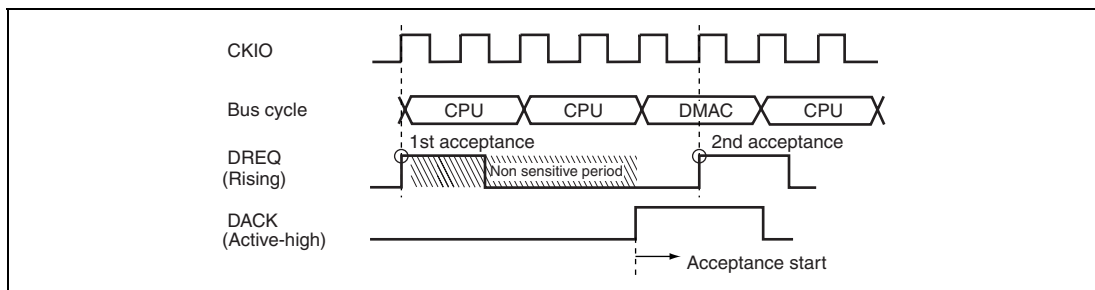 CKIO
Bus cycle
CPU
CPU
DMAC
CPU
1st acceptance
2nd acceptance
DREQ
(Rising)
Non sensitive period
DACK
(Active-high)
Acceptance start